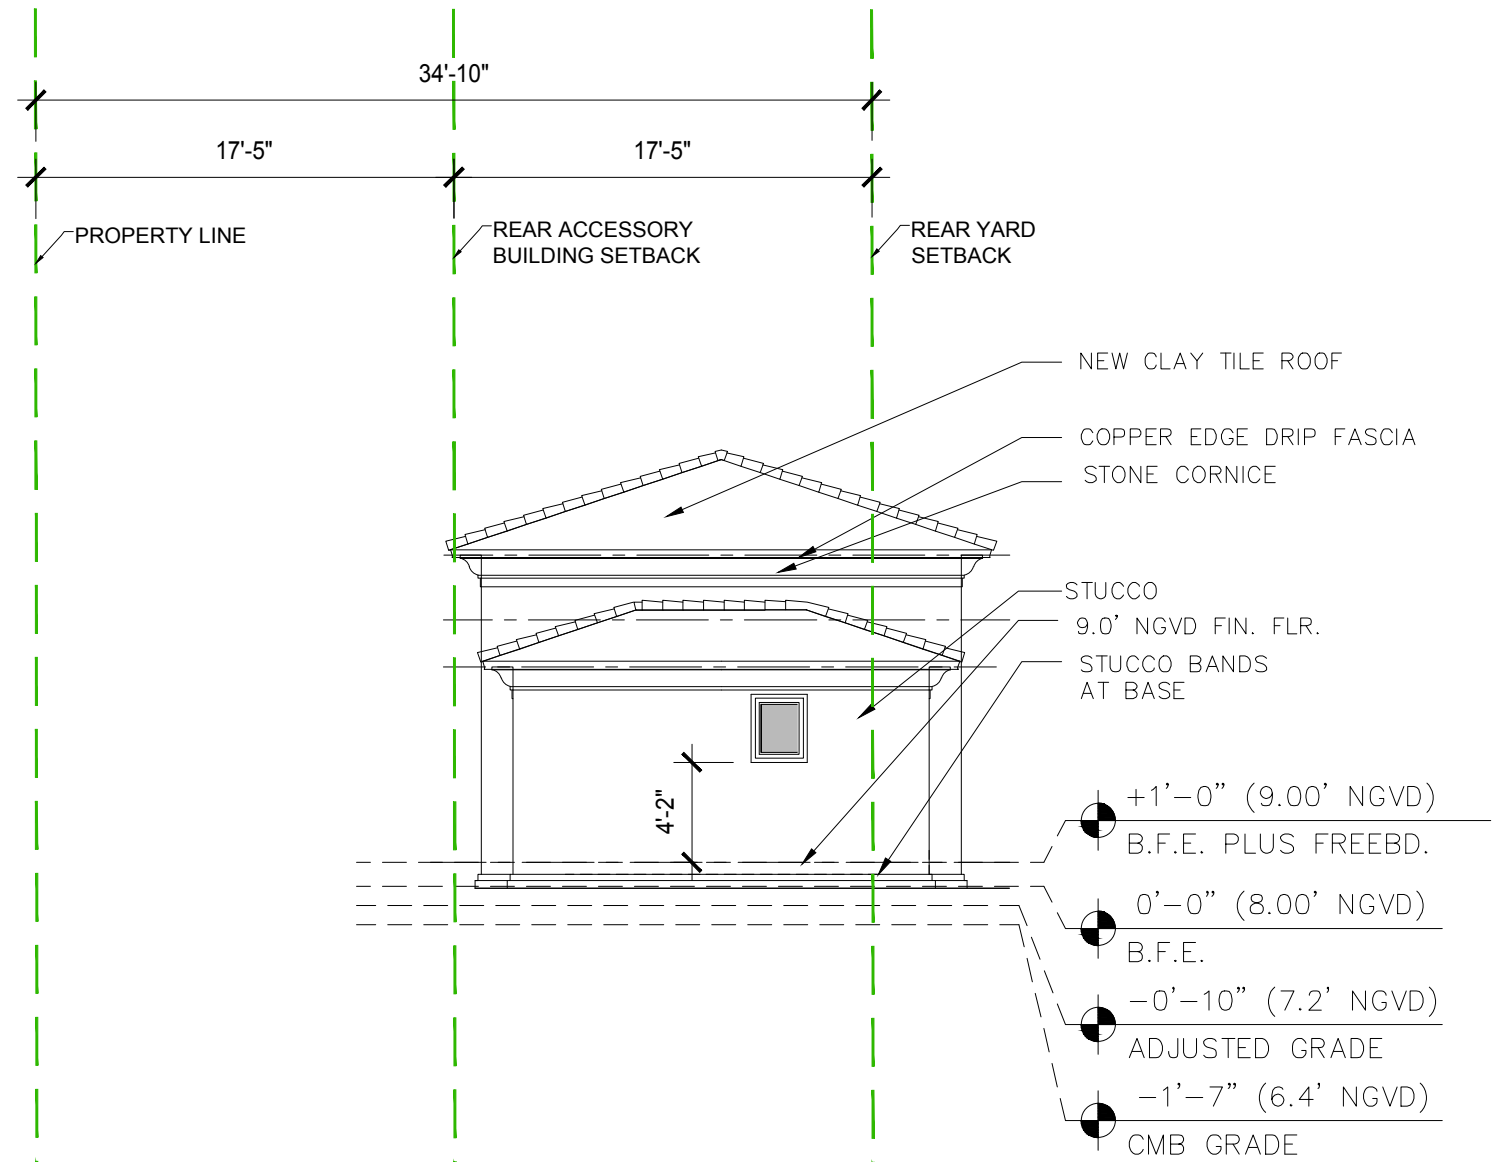 34'-10"
17'-5"
17'-5"
PROPERTY LINE
REAR ACCESSORY
BUILDING SETBACK
REAR YARD
SETBACK
NEW CLAY TILE ROOF
COPPER EDGE DRIP FASCIA
STONE CORNICE
STUCCO
9.0' NGVD FIN. FLR.
STUCCO BANDS
AT BASE
4'-2"
+1'-0" (9.00' NGVD)
B.F.E. PLUS FREEBD.
0'-0" (8.00' NGVD)
B.F.E.
-0'-10" (7.2' NGVD)
ADJUSTED GRADE
-1'-7" (6.4' NGVD)
CMB GRADE